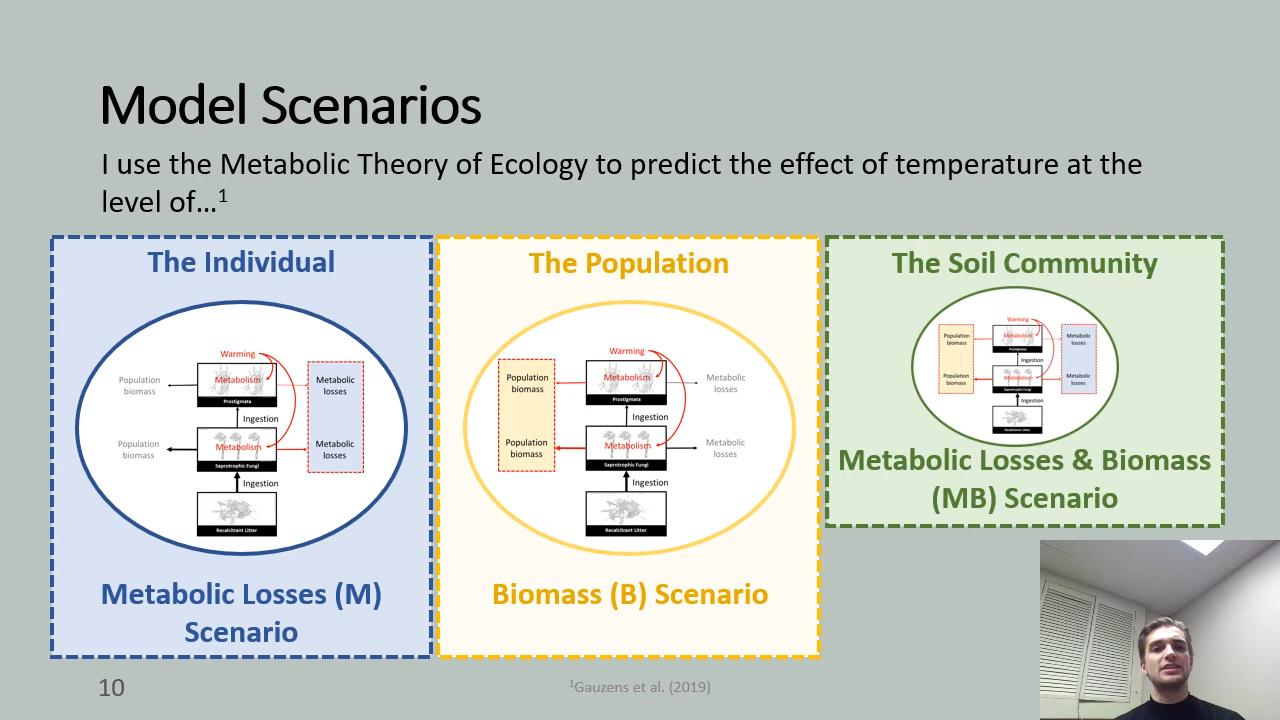 Model Scenarios
I use the Metabolic Theory of Ecology to predict the effect of temperature at the
level of…¹
The Individual
Warming
Population
biomass
Metabolism
Metabolic
losses
Prostigmata
Ingestion
Population
biomass
Metabolism
Metabolic
losses
Saprotrophic Fungi
Ingestion
Recalcitrant Litter
Metabolic Losses (M)
Scenario
The Population
Warming
Population
biomass
Metabolism
Metabolic
losses
Prostigmata
Ingestion
Population
biomass
Metabolism
Metabolic
losses
Saprotrophic Fungi
Ingestion
Recalcitrant Litter
Biomass (B) Scenario
The Soil Community
Warming
Population
biomass
Metabolism
Metabolic
losses
Prostigmata
Ingestion
Population
biomass
Metabolism
Metabolic
losses
Saprotrophic Fungi
Ingestion
Recalcitrant Litter
Metabolic Losses & Biomass
(MB) Scenario
10
¹Gauzens et al. (2019)